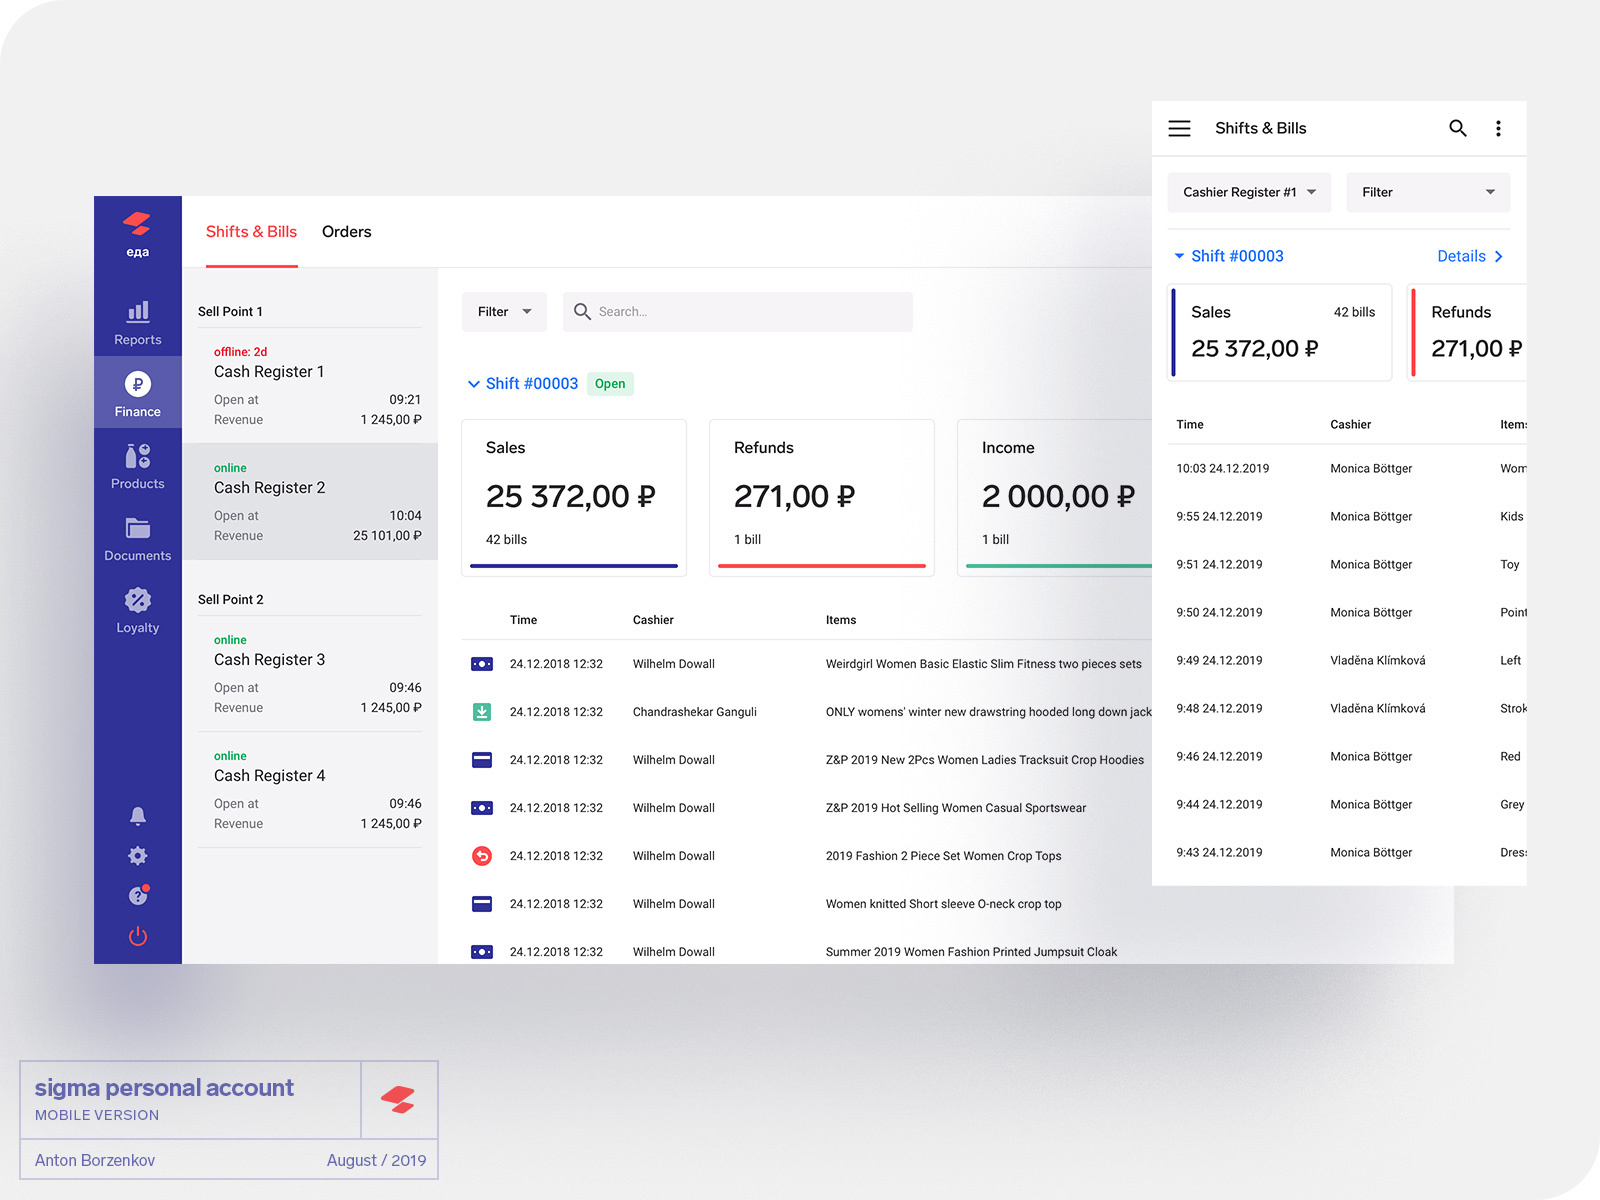 еда
Reports
Finance
Products
Documents
Loyalty
Shifts & Bills
Orders
Sell Point 1
offline: 2d
Cash Register 1
Open at 09:21
Revenue 1 245,00 ₽
online
Cash Register 2
Open at 10:04
Revenue 25 101,00 ₽
Sell Point 2
online
Cash Register 3
Open at 09:46
Revenue 1 245,00 ₽
online
Cash Register 4
Open at 09:46
Revenue 1 245,00 ₽
Filter
Search...
Shift #00003 Open
Sales
25 372,00 ₽
42 bills
Refunds
271,00 ₽
1 bill
Income
2 000,00 ₽
1 bill
Time Cashier Items
24.12.2018 12:32 Wilhelm Dowall Weirdgirl Women Basic Elastic Slim Fitness two pieces sets
24.12.2018 12:32 Chandrashekar Ganguli ONLY womens' winter new drawstring hooded long down jack
24.12.2018 12:32 Wilhelm Dowall Z&P 2019 New 2Pcs Women Ladies Tracksuit Crop Hoodies
24.12.2018 12:32 Wilhelm Dowall Z&P 2019 Hot Selling Women Casual Sportswear
24.12.2018 12:32 Wilhelm Dowall 2019 Fashion 2 Piece Set Women Crop Tops
24.12.2018 12:32 Wilhelm Dowall Women knitted Short sleeve O-neck crop top
24.12.2018 12:32 Wilhelm Dowall Summer 2019 Women Fashion Printed Jumpsuit Cloak
Shifts & Bills
Cashier Register #1
Filter
Shift #00003
Details
Sales 42 bills
25 372,00 ₽
Refunds
271,00 ₽
Time Cashier Items
10:03 24.12.2019 Monica Böttger Wom
9:55 24.12.2019 Monica Böttger Kids
9:51 24.12.2019 Monica Böttger Toy
9:50 24.12.2019 Monica Böttger Point
9:49 24.12.2019 Vladěna Klímková Left
9:48 24.12.2019 Vladěna Klímková Strok
9:46 24.12.2019 Monica Böttger Red
9:44 24.12.2019 Monica Böttger Grey
9:43 24.12.2019 Monica Böttger Dres
sigma personal account
MOBILE VERSION
Anton Borzenkov
August / 2019